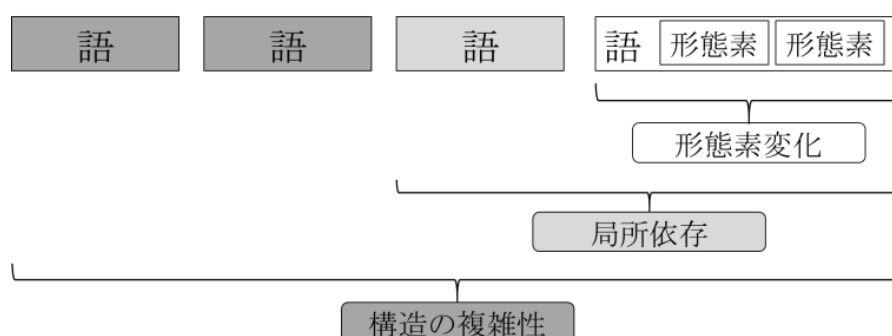 語 語 語 語 形態素 形態素
形態素変化
局所依存
構造の複雑性